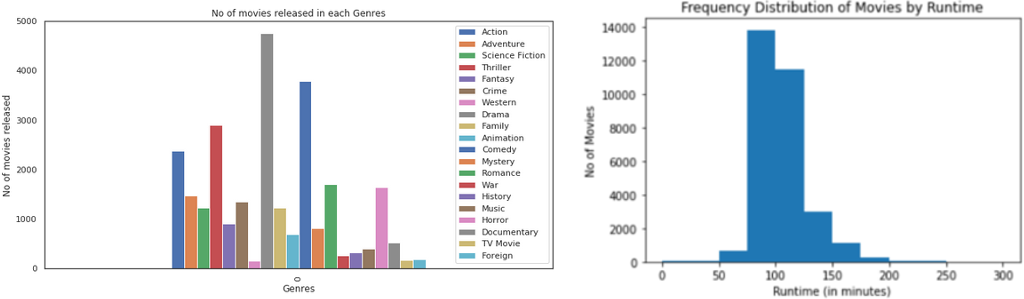 No of movies released in each Genres
No of movies released
5000
4000
3000
2000
1000
0
0
Genres
Action
Adventure
Science Fiction
Thriller
Fantasy
Crime
Western
Drama
Family
Animation
Comedy
Mystery
Romance
War
History
Music
Horror
Documentary
TV Movie
Foreign
Frequency Distribution of Movies by Runtime
No of Movies
14000
12000
10000
8000
6000
4000
2000
0
0 50 100 150 200 250 300
Runtime (in minutes)